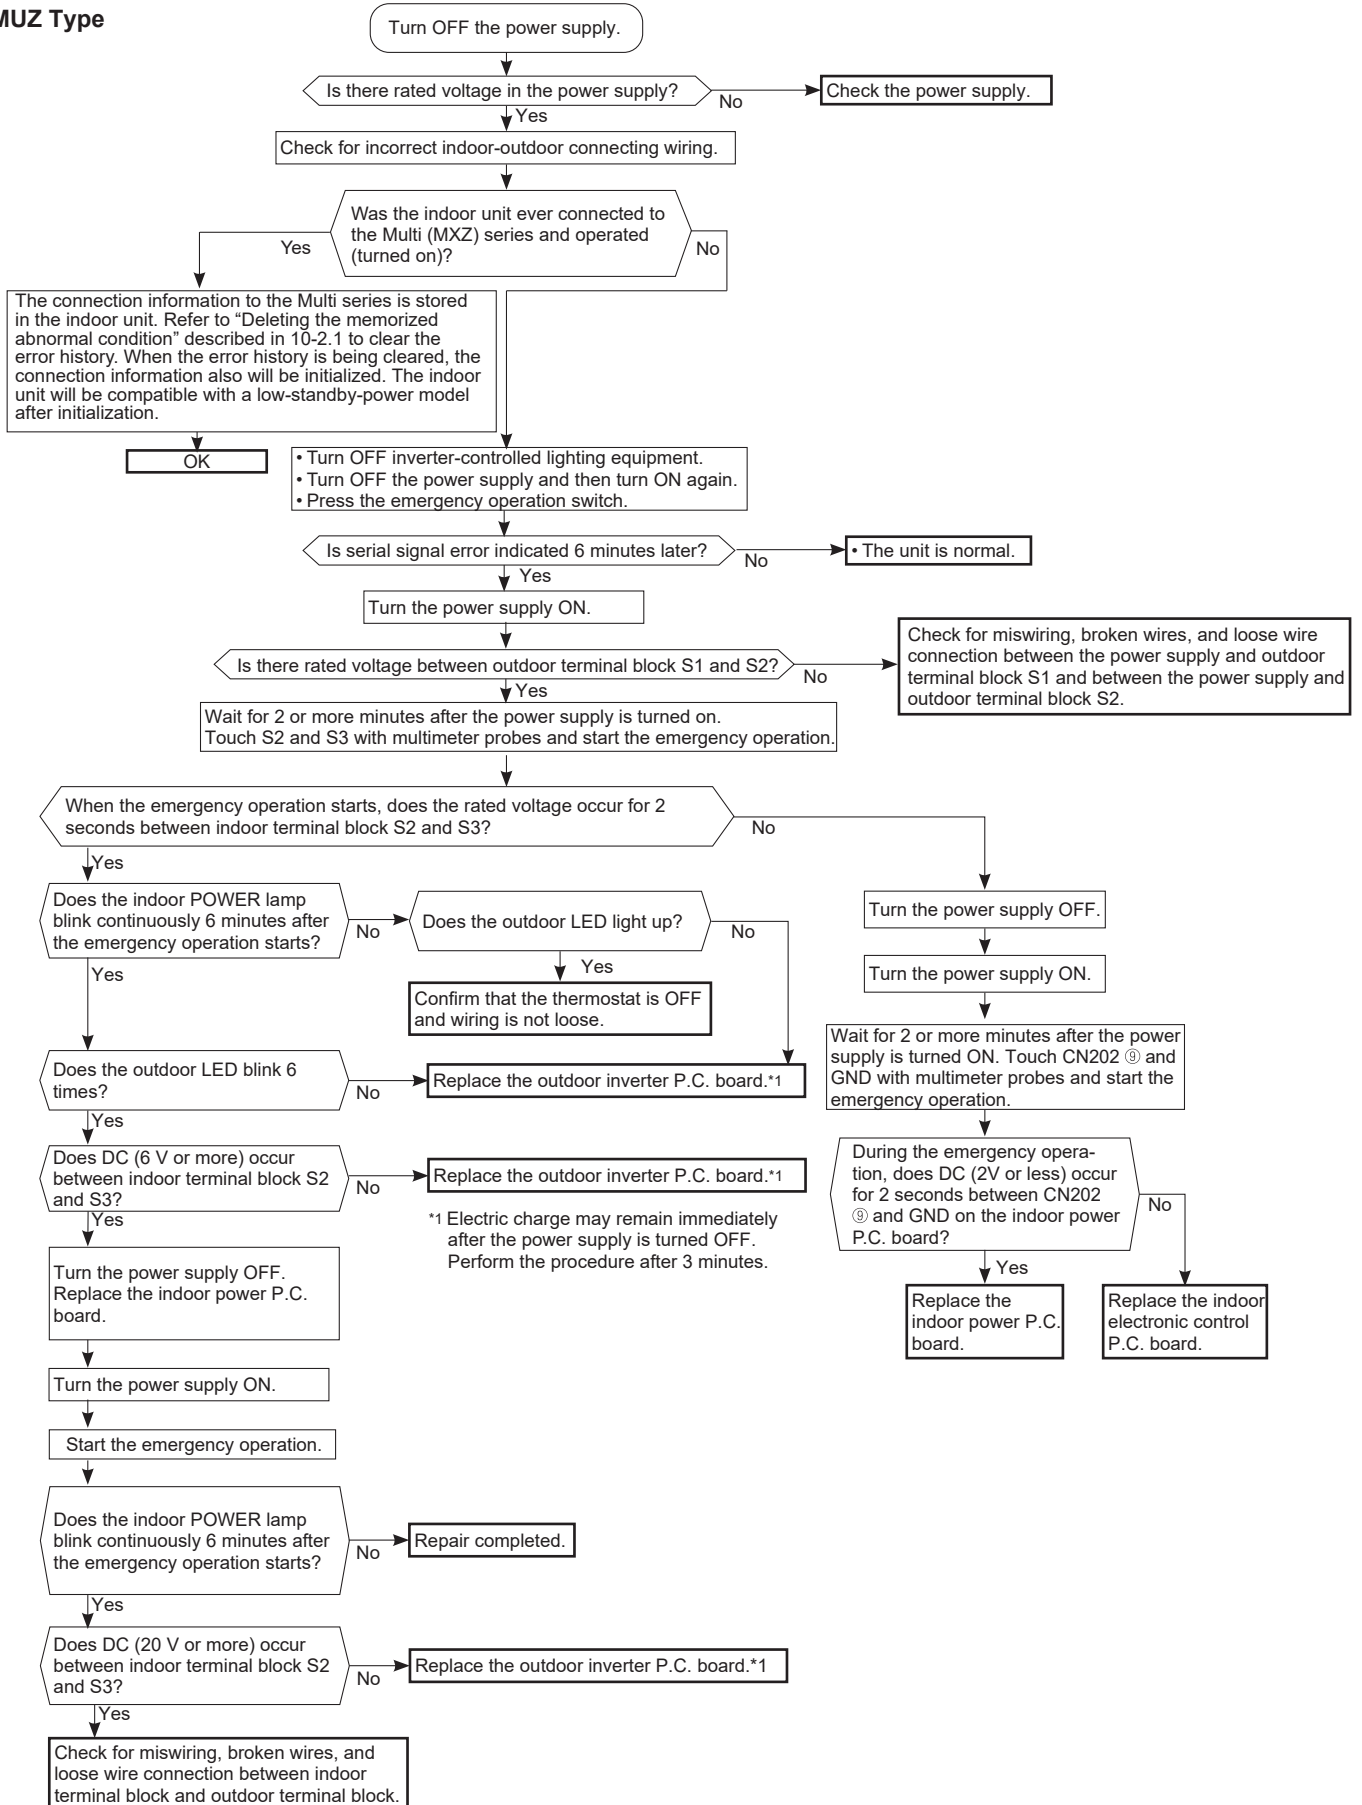 MUZ Type
Turn OFF the power supply.
Is there rated voltage in the power supply?
No
Check the power supply.
Yes
Check for incorrect indoor-outdoor connecting wiring.
Was the indoor unit ever connected to
the Multi (MXZ) series and operated
(turned on)?
Yes
No
The connection information to the Multi series is stored
in the indoor unit. Refer to “Deleting the memorized
abnormal condition” described in 10-2.1 to clear the
error history. When the error history is being cleared, the
connection information also will be initialized. The indoor
unit will be compatible with a low-standby-power model
after initialization.
OK
• Turn OFF inverter-controlled lighting equipment.
• Turn OFF the power supply and then turn ON again.
• Press the emergency operation switch.
Is serial signal error indicated 6 minutes later?
No
• The unit is normal.
Yes
Turn the power supply ON.
Is there rated voltage between outdoor terminal block S1 and S2?
No
Check for miswiring, broken wires, and loose wire
connection between the power supply and outdoor
terminal block S1 and between the power supply and
outdoor terminal block S2.
Yes
Wait for 2 or more minutes after the power supply is turned on.
Touch S2 and S3 with multimeter probes and start the emergency operation.
When the emergency operation starts, does the rated voltage occur for 2
seconds between indoor terminal block S2 and S3?
No
Yes
Does the indoor POWER lamp
blink continuously 6 minutes after
the emergency operation starts?
No
Does the outdoor LED light up?
No
Yes
Yes
Confirm that the thermostat is OFF
and wiring is not loose.
Turn the power supply OFF.
Turn the power supply ON.
Wait for 2 or more minutes after the power
supply is turned ON. Touch CN202 ⑨ and
GND with multimeter probes and start the
emergency operation.
Does the outdoor LED blink 6
times?
No
Replace the outdoor inverter P.C. board.*1
Yes
Does DC (6 V or more) occur
between indoor terminal block S2
and S3?
No
Replace the outdoor inverter P.C. board.*1
Yes
*1 Electric charge may remain immediately
after the power supply is turned OFF.
Perform the procedure after 3 minutes.
During the emergency opera-
tion, does DC (2V or less) occur
for 2 seconds between CN202
⑨ and GND on the indoor power
P.C. board?
No
Yes
Replace the
indoor power P.C.
board.
Replace the indoor
electronic control
P.C. board.
Turn the power supply OFF.
Replace the indoor power P.C.
board.
Turn the power supply ON.
Start the emergency operation.
Does the indoor POWER lamp
blink continuously 6 minutes after
the emergency operation starts?
No
Repair completed.
Yes
Does DC (20 V or more) occur
between indoor terminal block S2
and S3?
No
Replace the outdoor inverter P.C. board.*1
Yes
Check for miswiring, broken wires, and
loose wire connection between indoor
terminal block and outdoor terminal block.